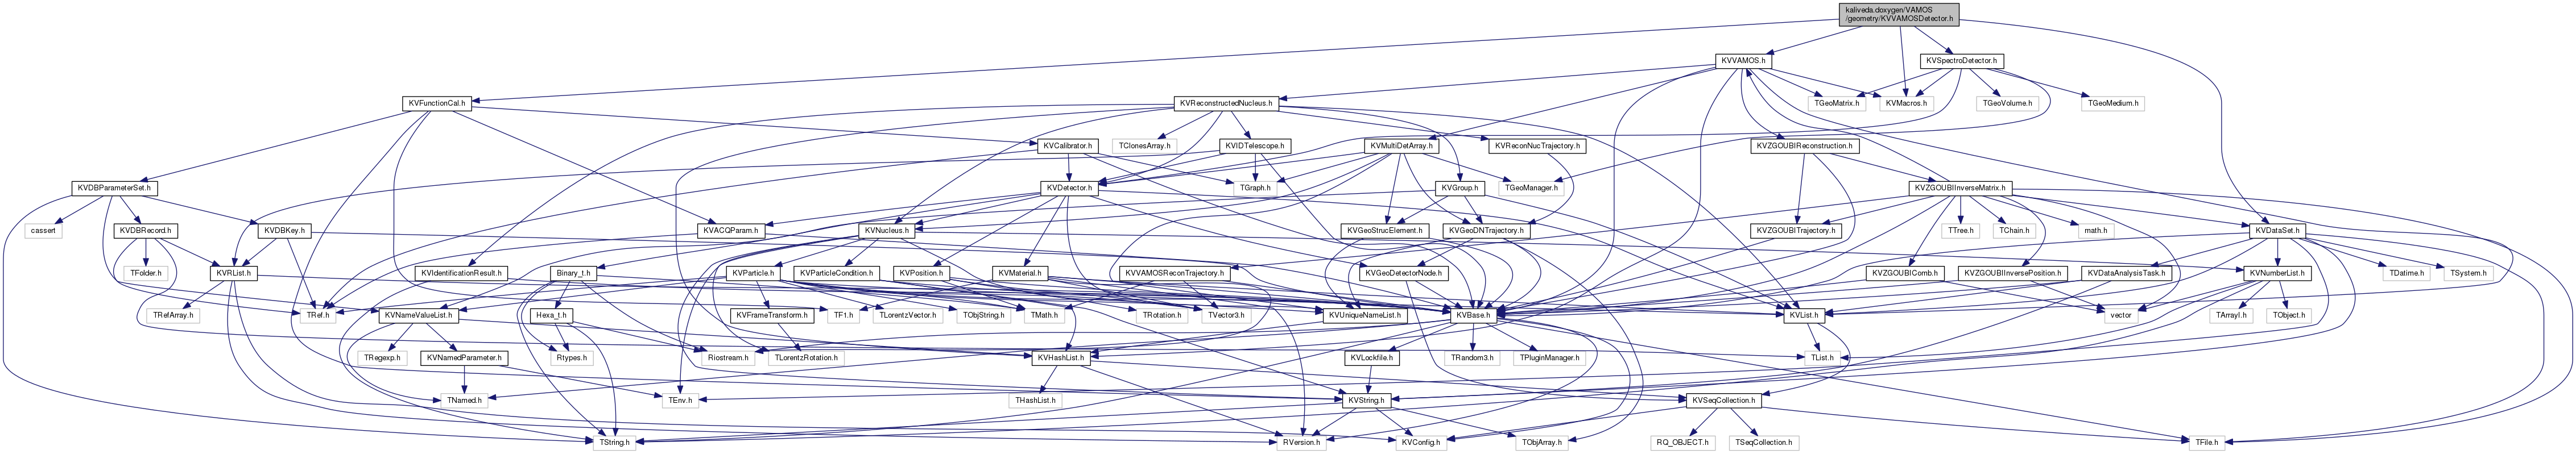 kaliveda.doxygen/VAMOS
/geometry/KVVAMOSDetector.h
KVVAMOS.h
KVSpectroDetector.h
KVFunctionCal.h
KVReconstructedNucleus.h
TGeoMatrix.h
KVMacros.h
TGeoVolume.h
TGeoMedium.h
KVCalibrator.h
TClonesArray.h
KVIDTelescope.h
KVMultiDetArray.h
KVReconNucTrajectory.h
KVZGOUBIReconstruction.h
KVDBParameterSet.h
KVDetector.h
TGraph.h
KVGroup.h
TGeoManager.h
KVZGOUBIInverseMatrix.h
cassert
KVDBRecord.h
KVDBKey.h
KVACQParam.h
KVNucleus.h
KVGeoStrucElement.h
KVGeoDNTrajectory.h
KVZGOUBITrajectory.h
TTree.h
TChain.h
math.h
KVDataSet.h
TFolder.h
KVRList.h
KVIdentificationResult.h
Binary_t.h
KVParticle.h
KVParticleCondition.h
KVPosition.h
KVMaterial.h
KVVAMOSReconTrajectory.h
KVGeoDetectorNode.h
KVZGOUBIComb.h
KVZGOUBIInversePosition.h
KVDataAnalysisTask.h
KVNumberList.h
TDatime.h
TSystem.h
TRefArray.h
TRef.h
KVNameValueList.h
Hexa_t.h
KVFrameTransform.h
TF1.h
TLorentzVector.h
TObjString.h
TMath.h
TRotation.h
TVector3.h
KVUniqueNameList.h
KVBase.h
KVList.h
vector
TArrayI.h
TObject.h
TRegexp.h
KVNamedParameter.h
Rtypes.h
Riostream.h
TLorentzRotation.h
KVHashList.h
KVLockfile.h
TRandom3.h
TPluginManager.h
TList.h
TNamed.h
TEnv.h
THashList.h
KVString.h
KVSeqCollection.h
TString.h
RVersion.h
KVConfig.h
TObjArray.h
RQ_OBJECT.h
TSeqCollection.h
TFile.h